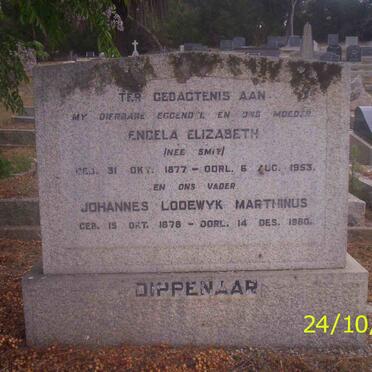 TER GEDAGTENIS AAN
MY DIERBARE EGGENOTE EN ONS MOEDER
ENGELA ELIZABETH
(NEE SMIT)
GEB. 31 OKT. 1877 - OORL. 6 AUG. 1953.
EN ONS VADER
JOHANNES LODEWYK MARTHINUS
GEB. 15 OKT. 1878 - OORL. 14 DES. 1960.
DIPPENAAR
24/10/